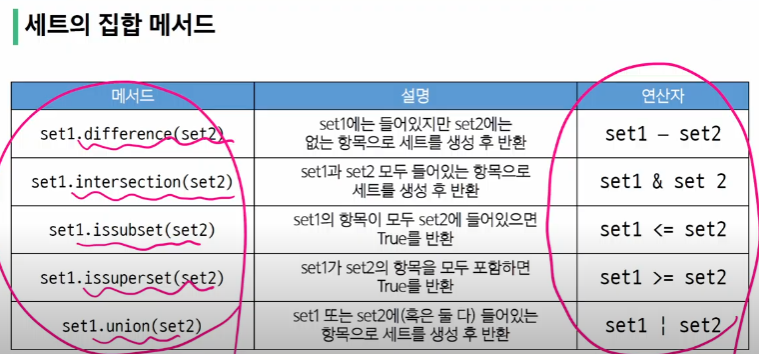 세트의 집합 메서드
메서드 설명 연산자
set1.difference(set2) set1에는 들어있지만 set2에는 set1 – set2
없는 항목으로 세트를 생성 후 반환
set1.intersection(set2) set1과 set2 모두 들어있는 항목으로 set1 & set 2
세트를 생성 후 반환
set1.issubset(set2) set1의 항목이 모두 set2에 들어있으면 set1 <= set2
True를 반환
set1.issuperset(set2) set1가 set2의 항목을 모두 포함하면 set1 >= set2
True를 반환
set1.union(set2) set1 또는 set2에(혹은 둘 다) 들어있는 set1 ¦ set2
항목으로 세트를 생성 후 반환